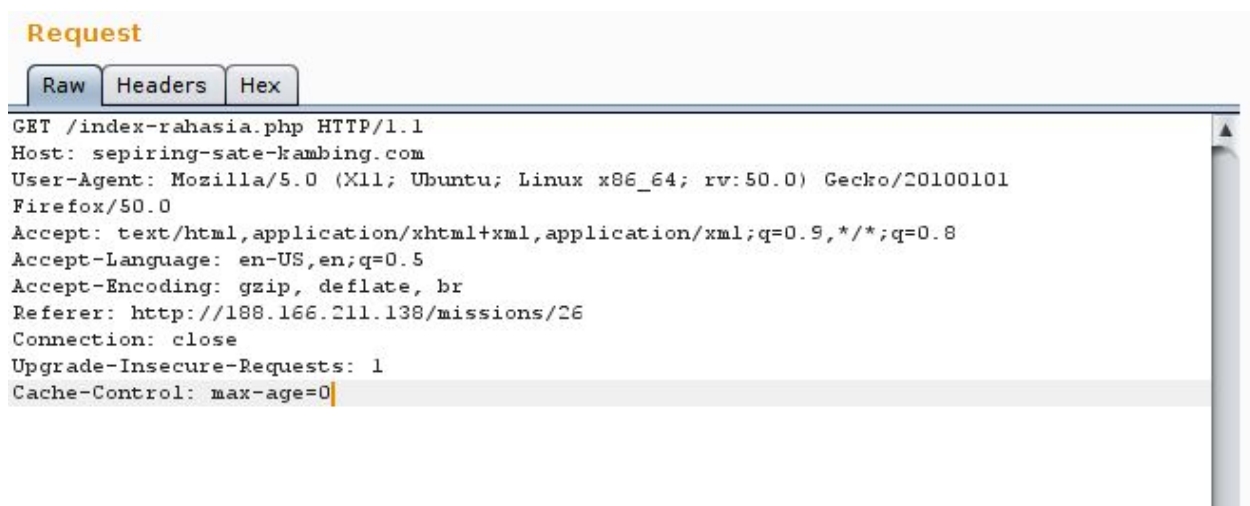 Request
Raw Headers Hex
GET /index-rahasia.php HTTP/1.1
Host: sepiring-sate-kambing.com
User-Agent: Mozilla/5.0 (X11; Ubuntu; Linux x86_64; rv:50.0) Gecko/20100101
Firefox/50.0
Accept: text/html,application/xhtml+xml,application/xml;q=0.9,*/*;q=0.8
Accept-Language: en-US,en;q=0.5
Accept-Encoding: gzip, deflate, br
Referer: http://188.166.211.138/missions/26
Connection: close
Upgrade-Insecure-Requests: 1
Cache-Control: max-age=0